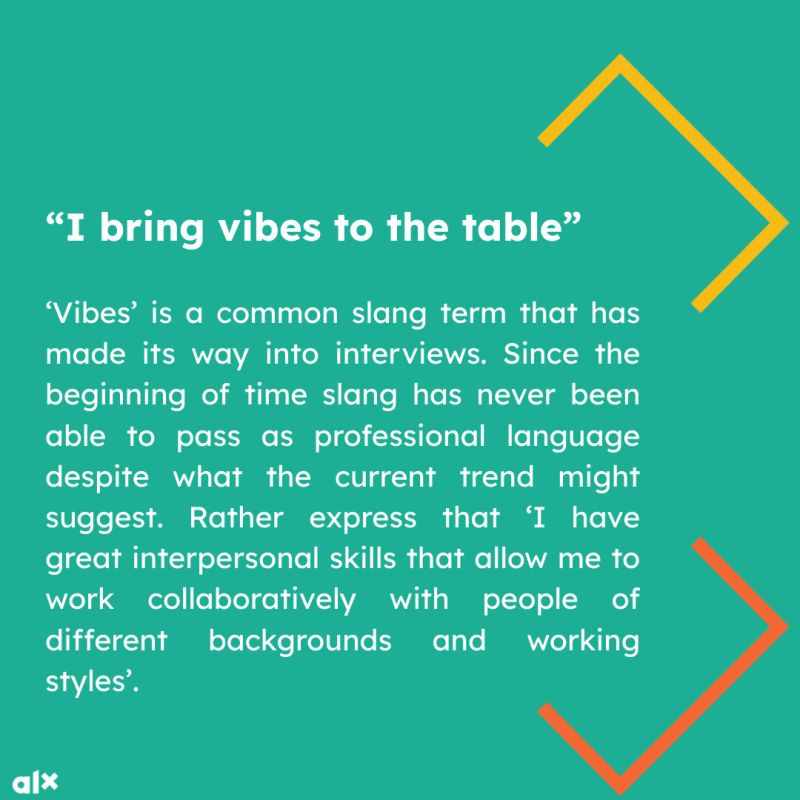 “I bring vibes to the table”
‘Vibes’ is a common slang term that has
made its way into interviews. Since the
beginning of time slang has never been
able to pass as professional language
despite what the current trend might
suggest. Rather express that ‘I have
great interpersonal skills that allow me to
work collaboratively with people of
different backgrounds and working
styles’.
alx